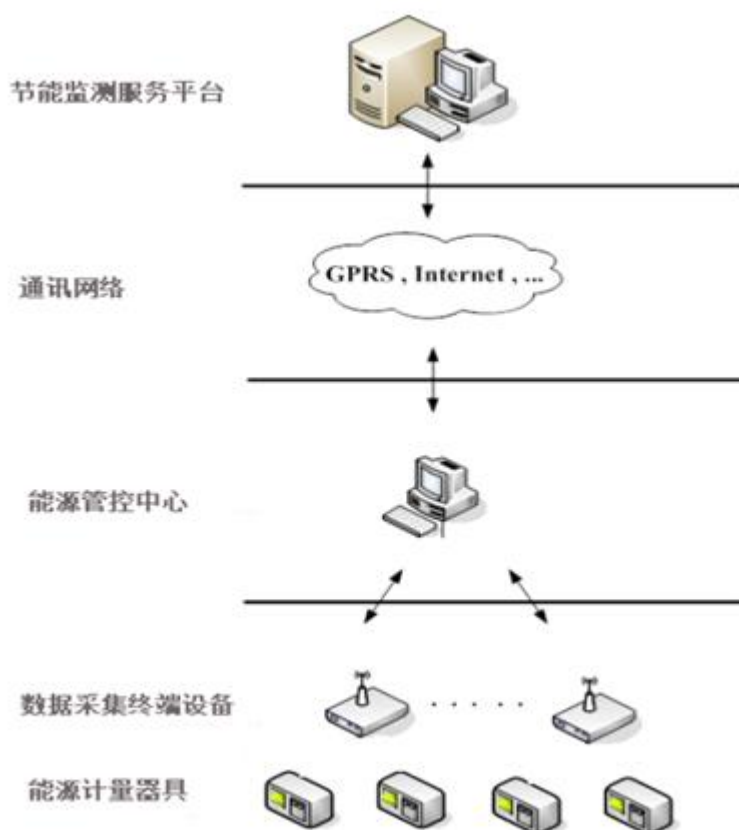 节能监测服务平台
GPRS , Internet , ...
通讯网络
能源管控中心
数据采集终端设备
能源计量器具